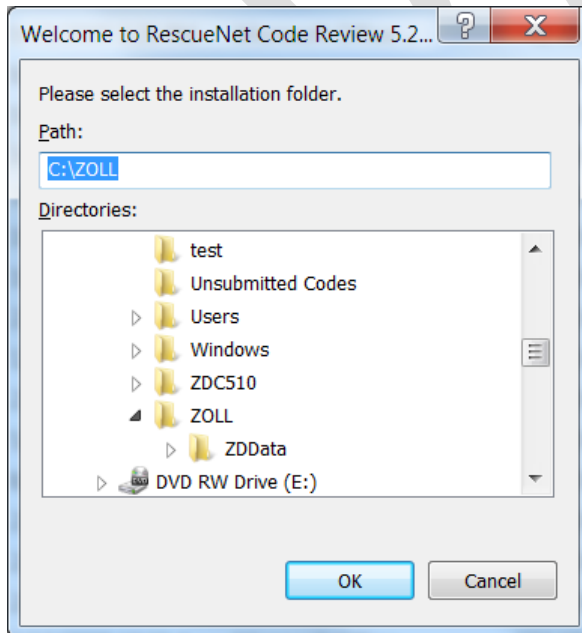 Welcome to RescueNet Code Review 5.2...
Please select the installation folder.
Path:
C:\ZOLL
Directories:
test
Unsubmitted Codes
Users
Windows
ZDC510
ZOLL
ZDData
DVD RW Drive (E:)
OK Cancel